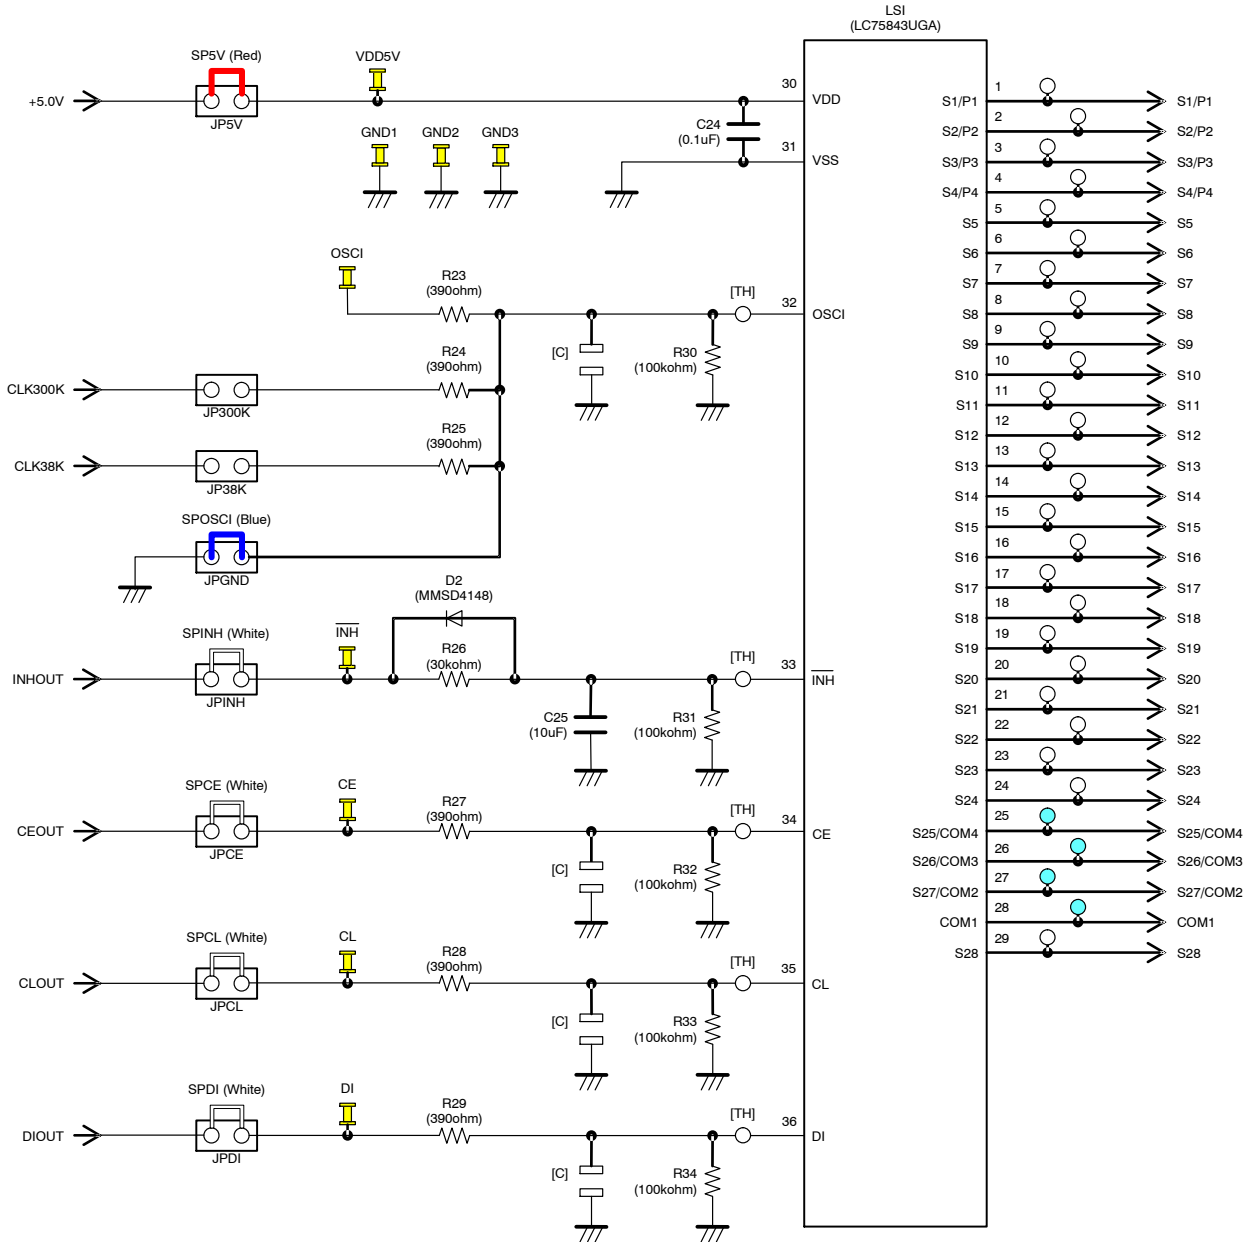 LSI
(LC75843UGA)
SP5V (Red)
VDD5V
+5.0V
JP5V
30
VDD
C24
(0.1uF)
31
VSS
GND1
GND2
GND3
OSCI
R23
(390ohm)
[TH]
32
OSCI
[C]
R30
(100kohm)
R24
(390ohm)
CLK300K
JP300K
R25
(390ohm)
CLK38K
JP38K
SPOSCI (Blue)
JPGND
D2
(MMSD4148)
SPINH (White)
INH
R26
(30kohm)
[TH]
33
INHOUT
JPINH
INH
C25
(10uF)
R31
(100kohm)
SPCE (White)
CE
R27
(390ohm)
[TH]
34
CEOUT
JPCE
CE
[C]
R32
(100kohm)
SPCL (White)
CL
R28
(390ohm)
[TH]
35
CLOUT
JPCL
CL
[C]
R33
(100kohm)
SPDI (White)
DI
R29
(390ohm)
[TH]
36
DIOUT
JPDI
DI
[C]
R34
(100kohm)
S1/P1 1 S1/P1
S2/P2 2 S2/P2
S3/P3 3 S3/P3
S4/P4 4 S4/P4
S5 5 S5
S6 6 S6
S7 7 S7
S8 8 S8
S9 9 S9
S10 10 S10
S11 11 S11
S12 12 S12
S13 13 S13
S14 14 S14
S15 15 S15
S16 16 S16
S17 17 S17
S18 18 S18
S19 19 S19
S20 20 S20
S21 21 S21
S22 22 S22
S23 23 S23
S24 24 S24
S25/COM4 25 S25/COM4
S26/COM3 26 S26/COM3
S27/COM2 27 S27/COM2
COM1 28 COM1
S28 29 S28